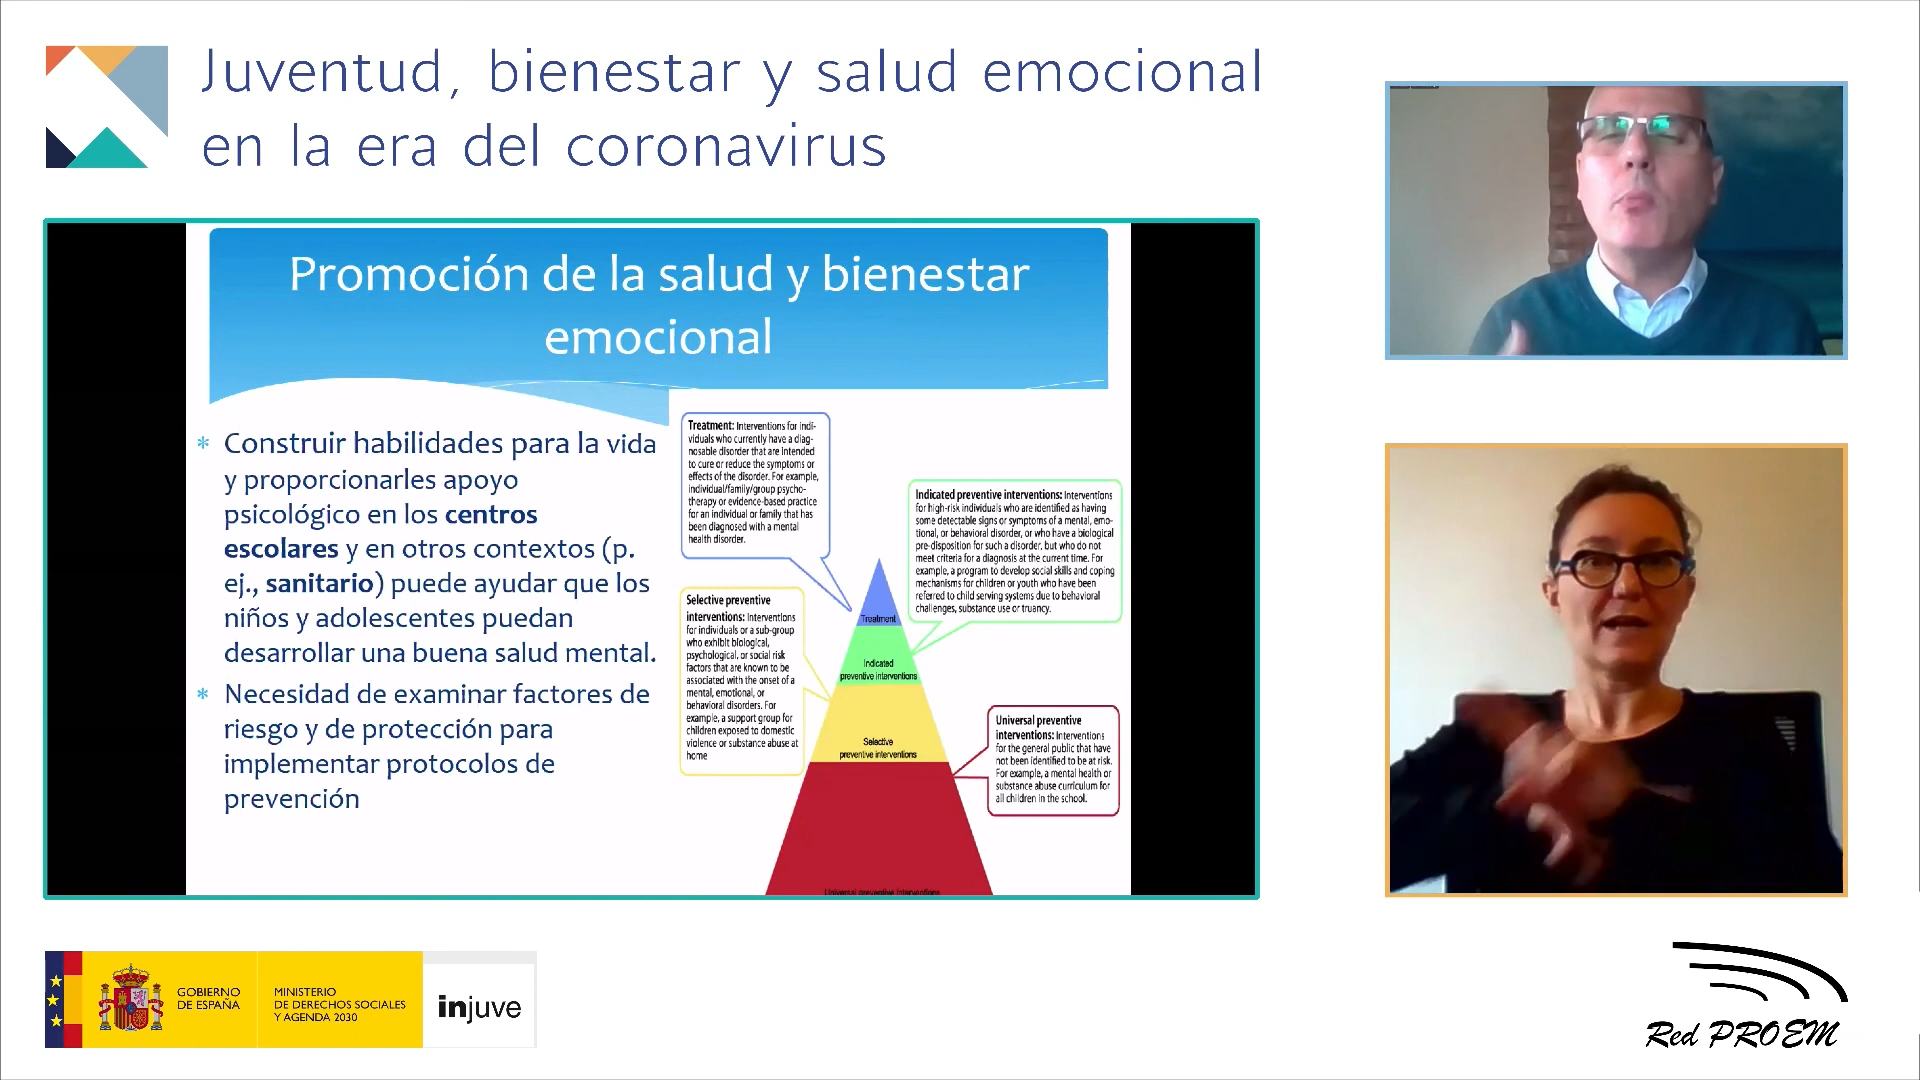 Juventud, bienestar y salud emocional
en la era del coronavirus
Promoción de la salud y bienestar
emocional
* Construir habilidades para la vida
y proporcionarles apoyo
psicológico en los centros
escolares y en otros contextos (p.
ej., sanitario) puede ayudar que los
niños y adolescentes puedan
desarrollar una buena salud mental.
* Necesidad de examinar factores de
riesgo y de protección para
implementar protocolos de
prevención
Treatment: Interventions for indi-
viduals who currently have a diag-
nosable disorder that are intended
to cure or reduce the symptoms or
effects of the disorder. For example,
individual/family/group psycho-
therapy or evidence-based practice
for an individual or family that has
been diagnosed with a mental
health disorder.
Indicated preventive interventions: Interventions
for high-risk individuals who are identified as having
some detectable signs or symptoms of a mental, emo-
tional, or behavioral disorder, or who have a biological
pre-disposition for such a disorder, but who do not
meet criteria for a diagnosis at the current time. For
example, a program to develop social skills and coping
mechanisms for children or youth who have been
referred to child serving systems due to behavioral
challenges, substance use or truancy.
Selective preventive
interventions: Interventions
for individuals or a sub-group
who exhibit biological,
psychological, or social risk
factors that are known to be
associated with the onset of a
mental, emotional, or
behavioral disorders. For
example, a support group for
children exposed to domestic
violence or substance abuse at
home
Universal preventive
interventions: Interventions
for the general public that have
not been identified to be at risk.
For example, a mental health or
substance abuse curriculum for
all children in the school.
Treatment
Indicated
preventive interventions
Selective
preventive interventions
Universal preventive interventions
GOBIERNO
DE ESPAÑA
MINISTERIO
DE DERECHOS SOCIALES
Y AGENDA 2030
injuve
Red PROEM